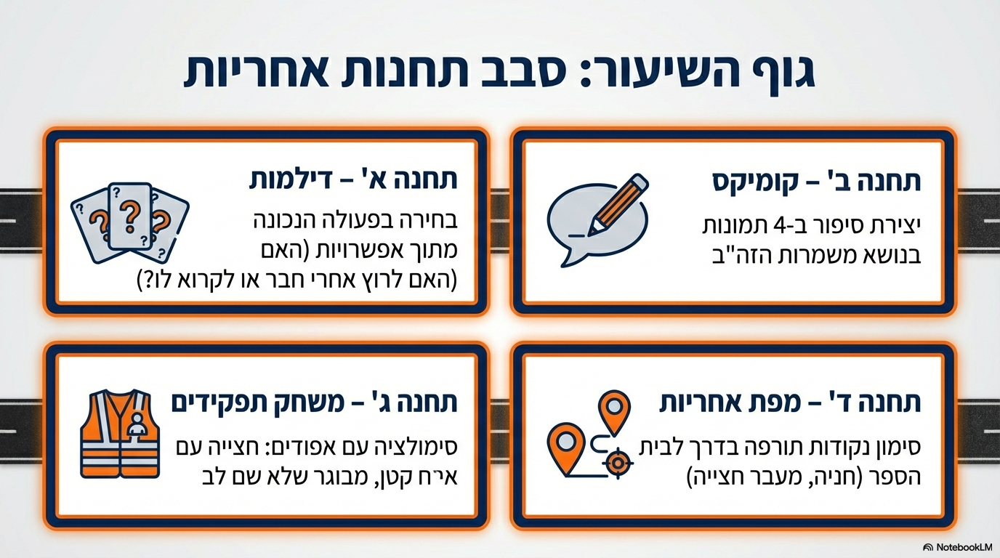 גוף השיעור: סבב תחנות אחריות
תחנה א' – דילמות
בחירה בפעולה הנכונה
מתוך אפשרויות (האם
(האם לרוץ אחרי חבר או לקרוא לו?)
תחנה ב' – קומיקס
יצירת סיפור ב-4 תמונות
בנושא משמרות הזה"ב
תחנה ג' – משחק תפקידים
סימולציה עם אפודים: חצייה עם
קטן, מבוגר שלא שם לב
תחנה ד' – מפת אחריות
סימון נקודות תורפה בדרך לבית
הספר (חניה, מעבר חצייה)
NotebookLM